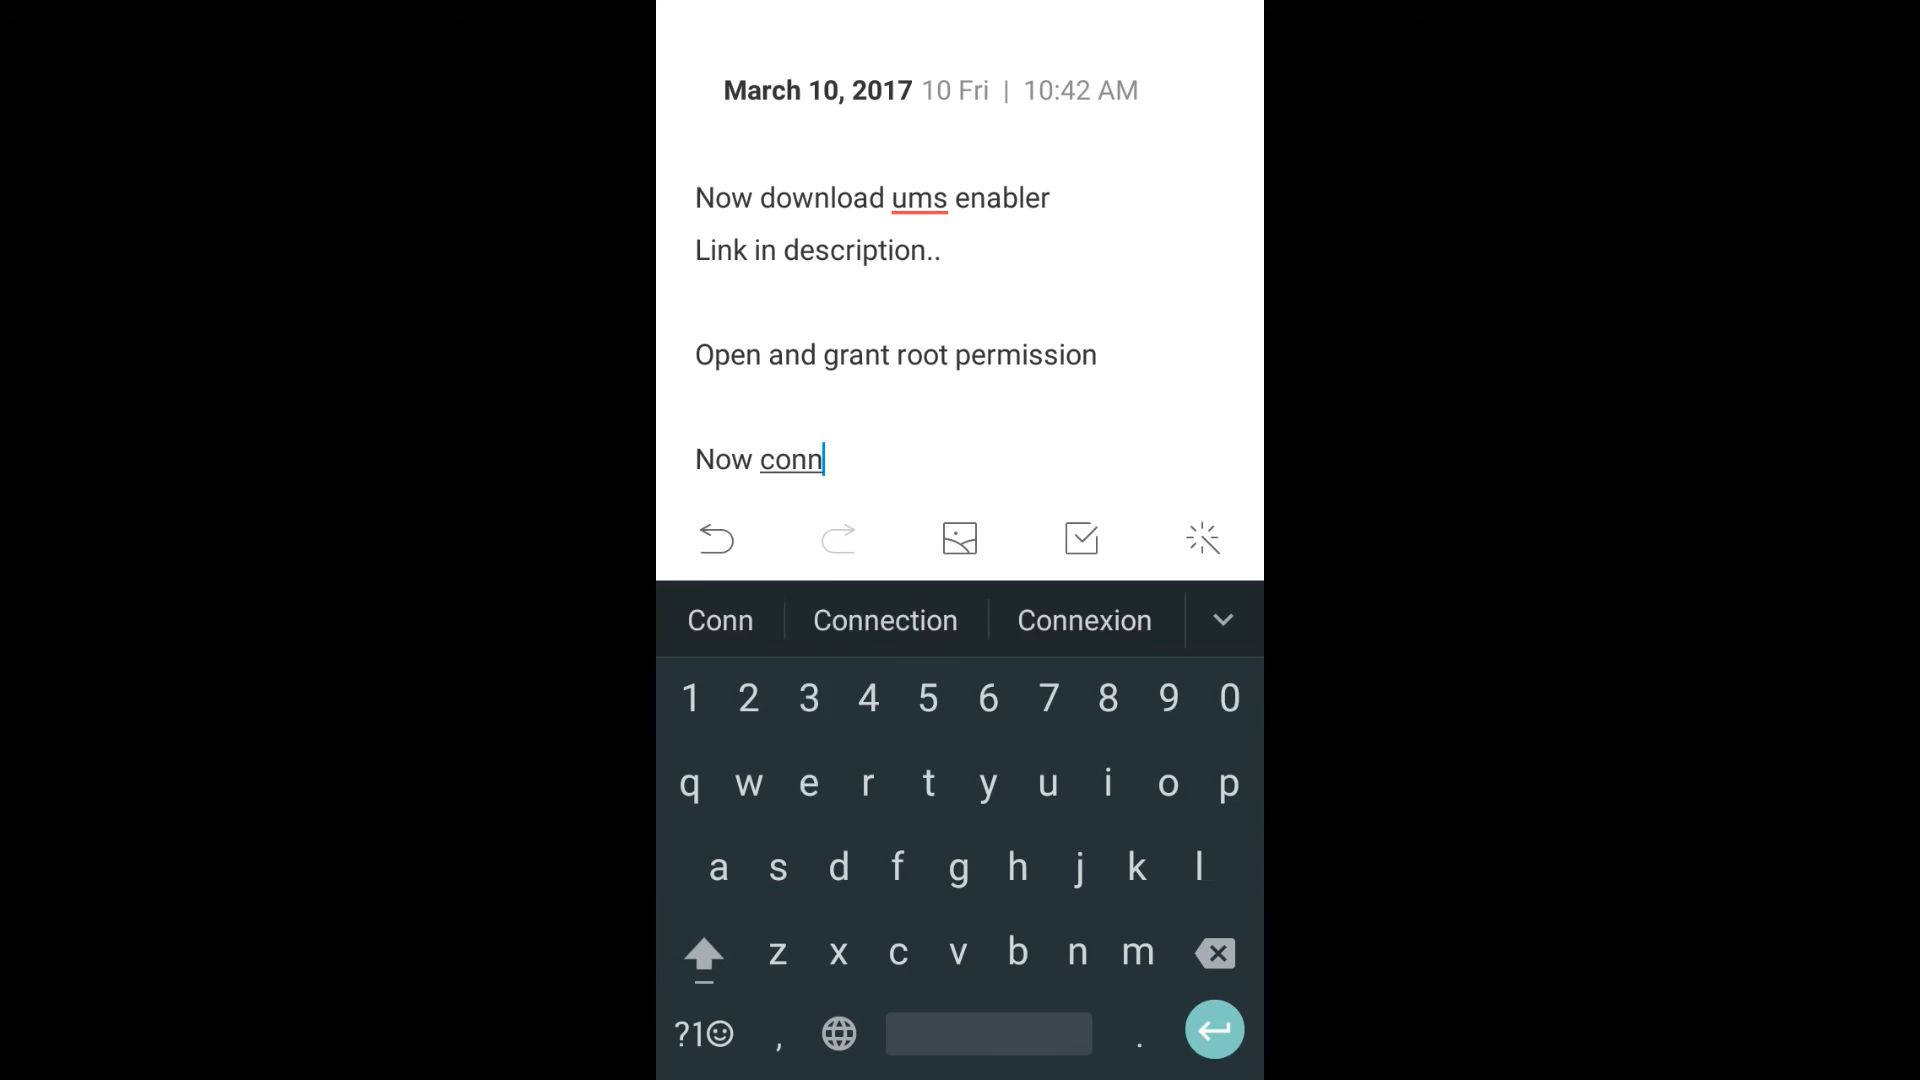 March 10, 2017 10 Fri | 10:42 AM
Now download ums enabler
Link in description..
Open and grant root permission
Now conn
Conn Connection Connexion
1 2 3 4 5 6 7 8 9 0
q w e r t y u i o p
a s d f g h j k l
z x c v b n m
?1☺ , .